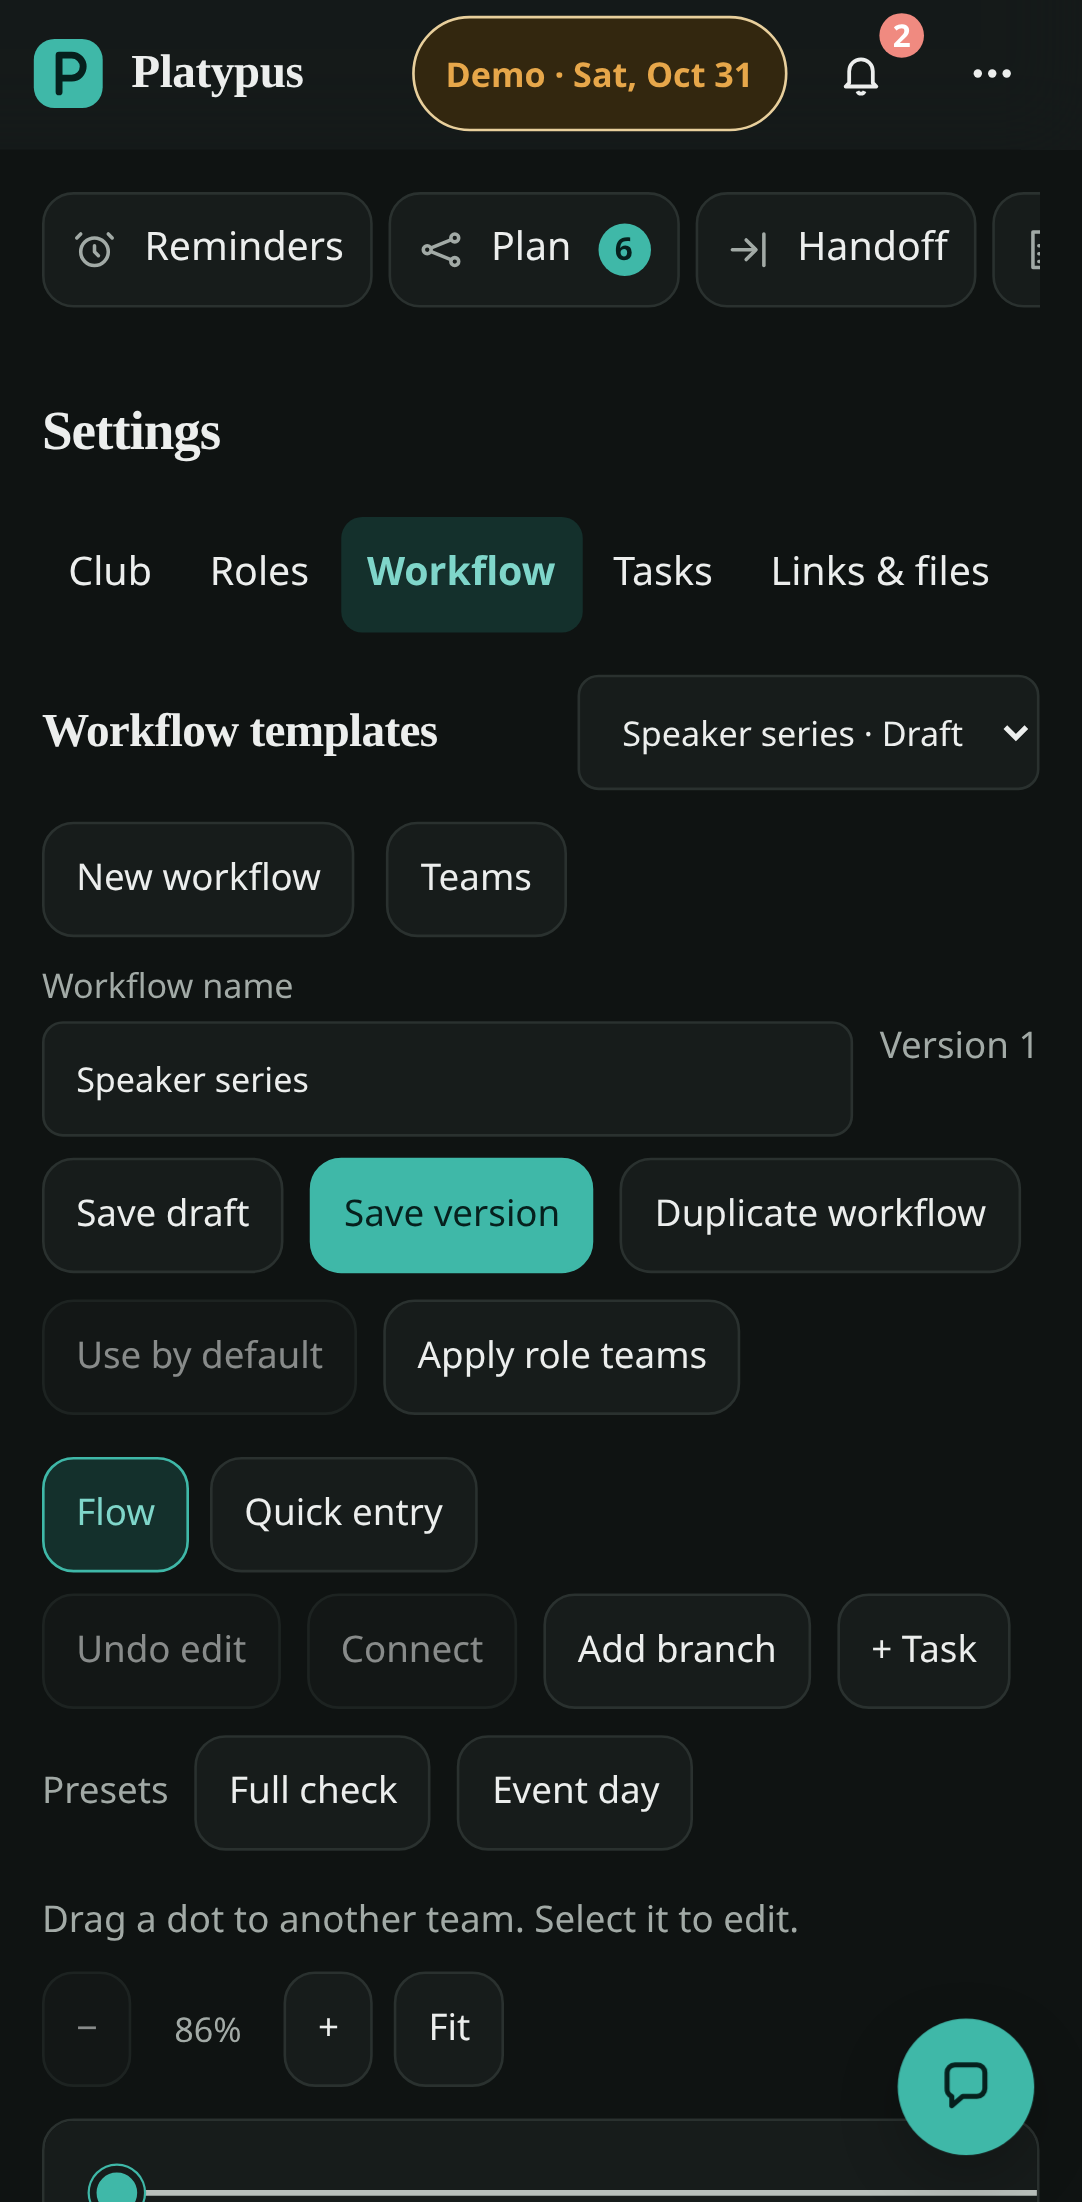 P Platypus
Demo · Sat, Oct 31
2
Reminders
Plan 6
Handoff
Settings
Club Roles Workflow Tasks Links & files
Workflow templates
Speaker series · Draft
New workflow
Teams
Workflow name
Speaker series
Version 1
Save draft
Save version
Duplicate workflow
Use by default
Apply role teams
Flow
Quick entry
Undo edit
Connect
Add branch
+ Task
Presets
Full check
Event day
Drag a dot to another team. Select it to edit.
− 86% + Fit